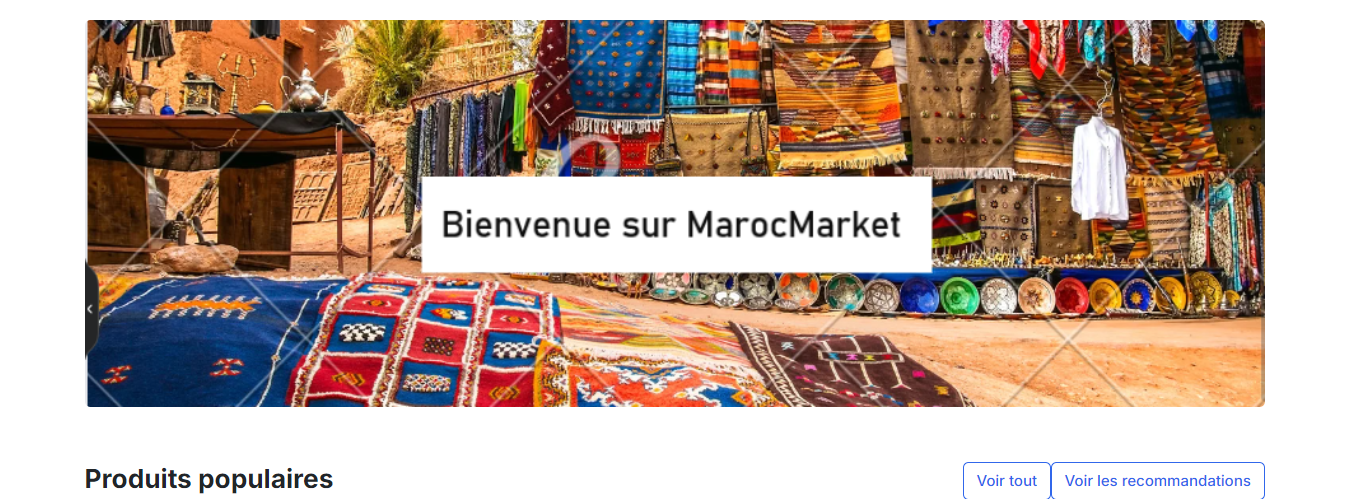 Bienvenue sur MarocMarket
Produits populaires
Voir tout
Voir les recommandations